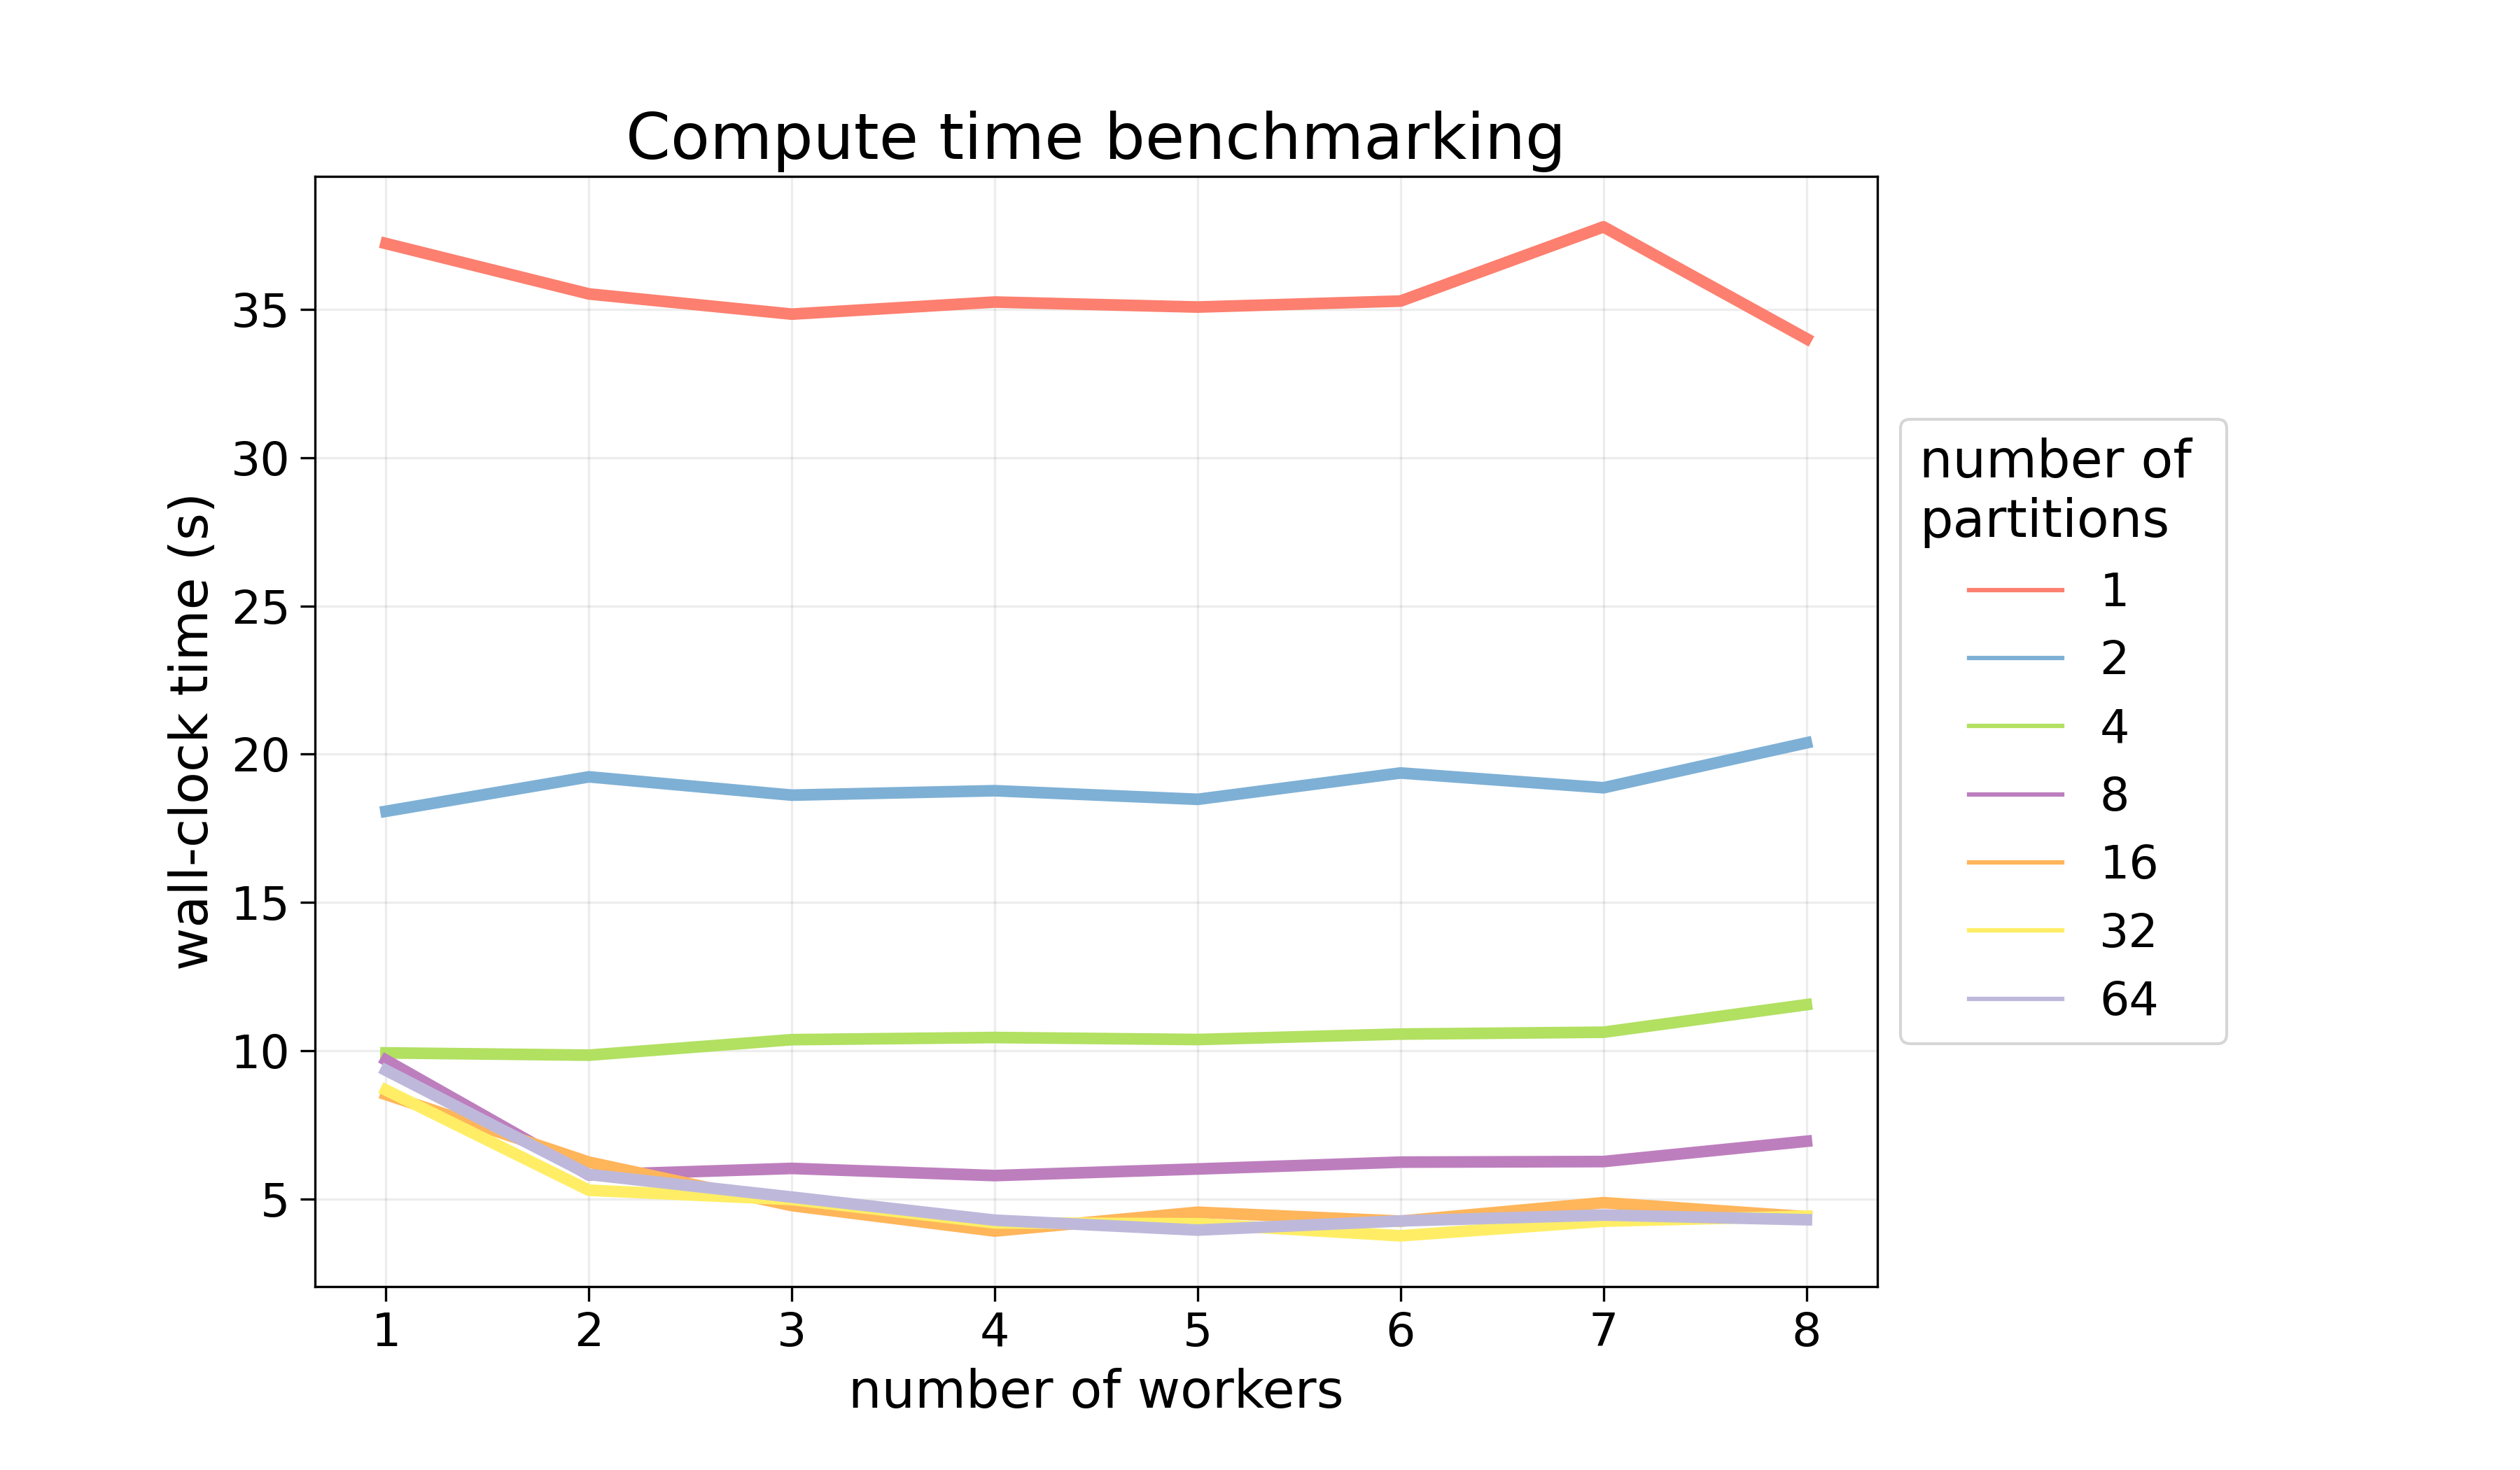 Compute time benchmarking
wall-clock time (s)
35
30
25
20
15
10
5
1 2 3 4 5 6 7 8
number of workers
number of
partitions
1
2
4
8
16
32
64